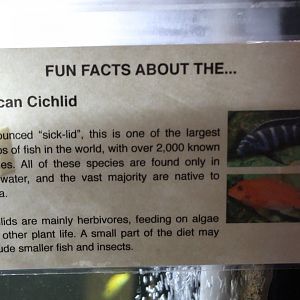 FUN FACTS ABOUT THE...
can Cichlid
ounced “sick-lid”, this is one of the largest
ps of fish in the world, with over 2,000 known
es. All of these species are found only in
water, and the vast majority are native to
a.
lids are mainly herbivores, feeding on algae
other plant life. A small part of the diet may
ude smaller fish and insects.